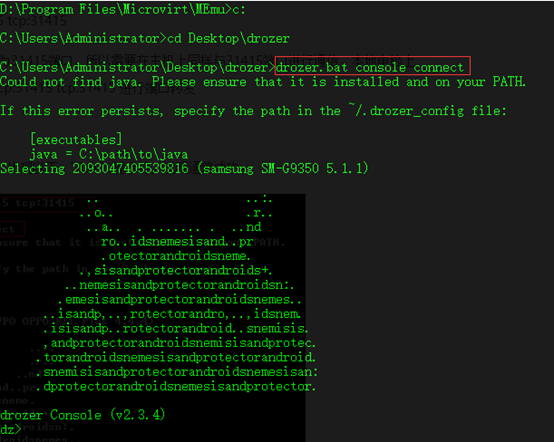 D:\Program Files\Microvirt\MEmu>c:
C:\Users\Administrator>cd Desktop\drozer
C:\Users\Administrator\Desktop\drozer>drozer.bat console connect
Could not find java. Please ensure that it is installed and on your PATH.
If this error persists, specify the path in the ~/.drozer_config file:
[executables]
java = C:\path\to\java
Selecting 2093047405539816 (samsung SM-G9350 5.1.1)
..                    ..:.
..o..                  .r..
..a..  . ....... .  ..nd
ro..idsnemesisand..pr
.otectorandroidsneme.
.,sisandprotectorandroids+.
..nemesisandprotectorandroidsn:.
.emesisandprotectorandroidsnemes..
..isandp,..,rotectorandro,..,idsnem.
.isisandp..rotectorandroid..snemisis.
,andprotectorandroidsnemisisandprotec.
.torandroidsnemesisandprotectorandroid.
.snemisisandprotectorandroidsnemesisan:
.dprotectorandroidsnemesisandprotector.
drozer Console (v2.3.4)
dz>